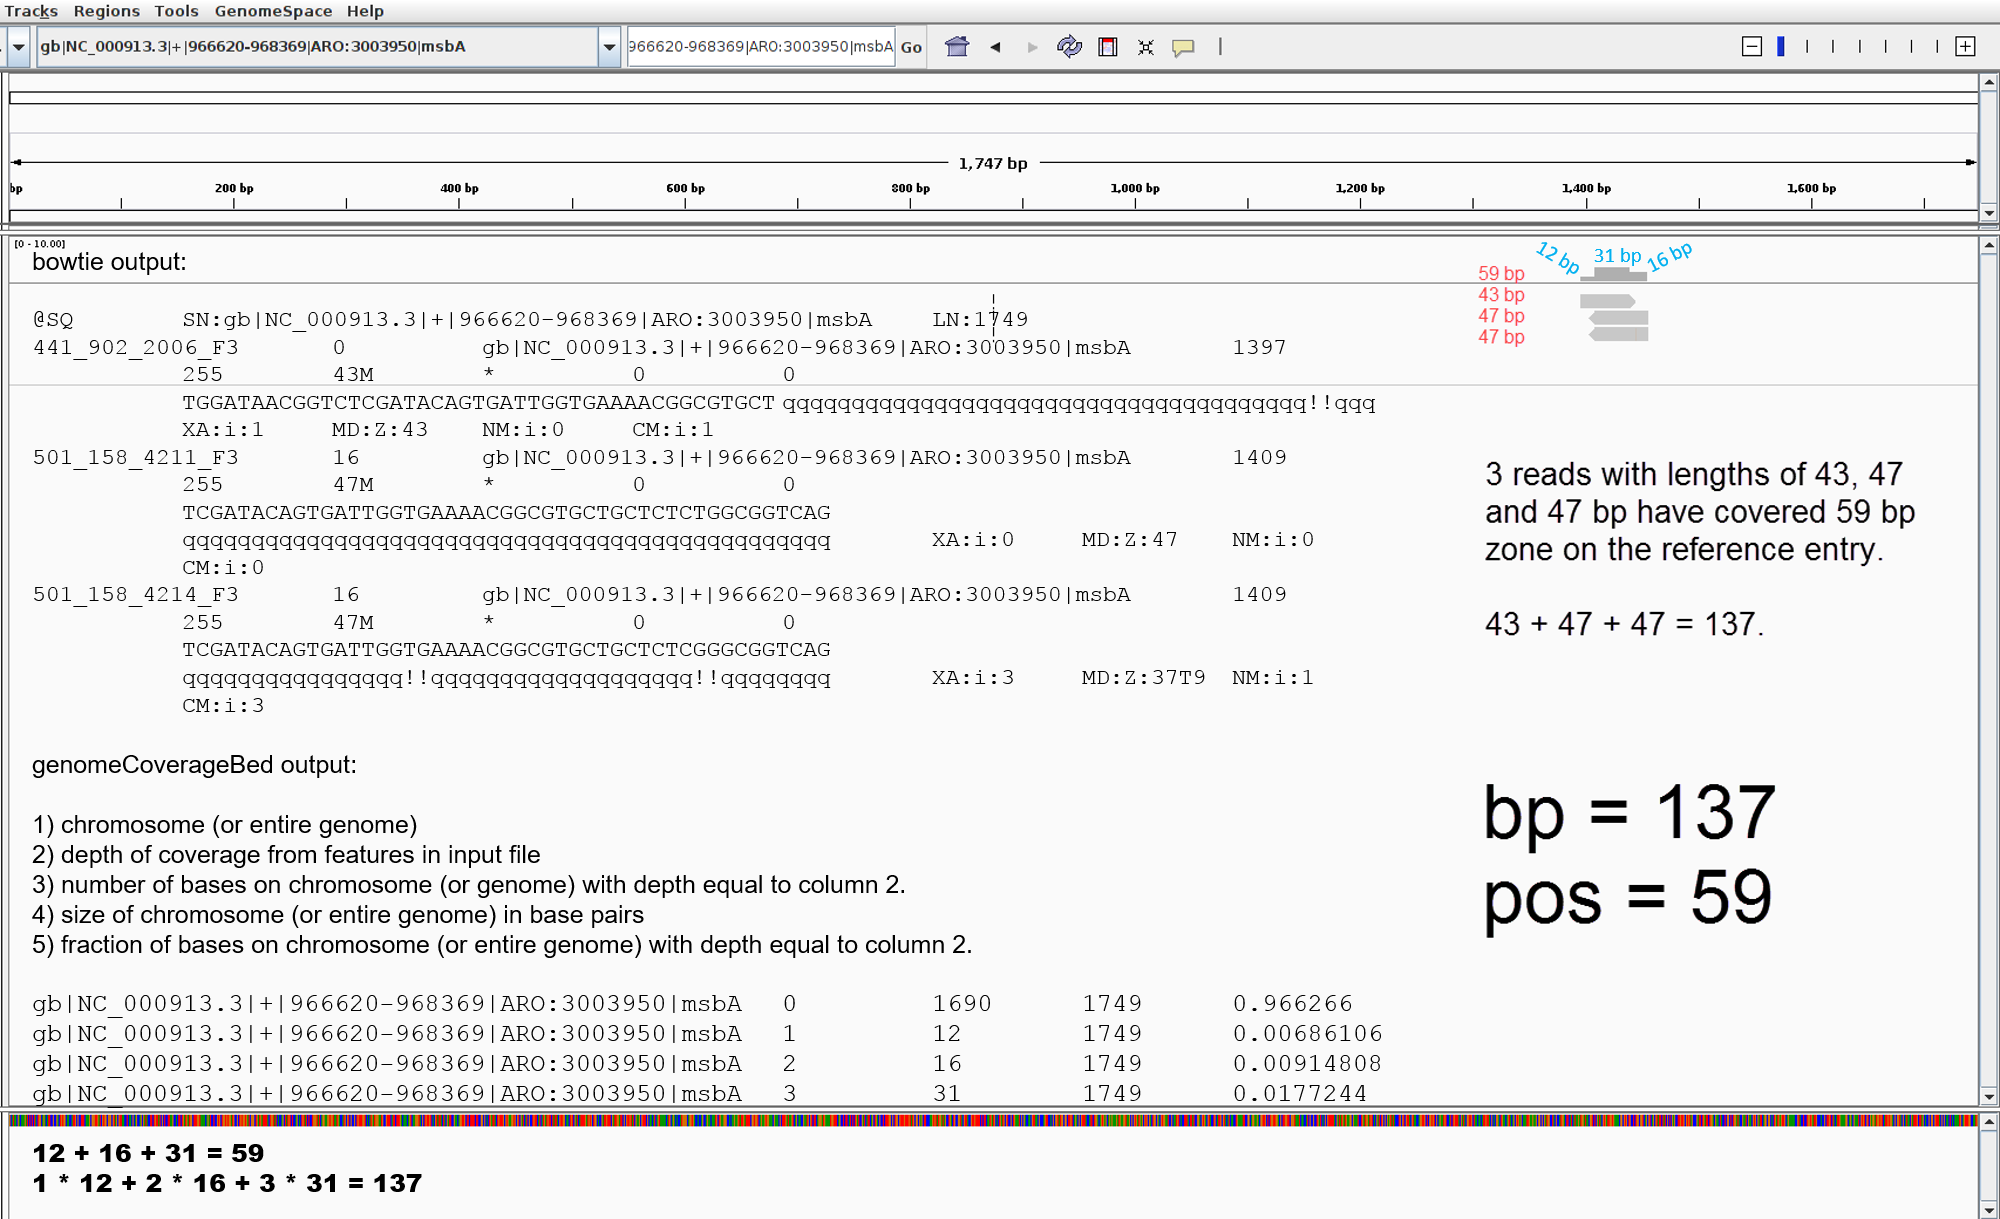 Tracks Regions Tools GenomeSpace Help
gb|NC_000913.3|+|966620-968369|ARO:3003950|msbA 966620-968369|ARO:3003950|msbA Go
1,747 bp
bp 200 bp 400 bp 600 bp 800 bp 1,000 bp 1,200 bp 1,400 bp 1,600 bp
[0 - 10.00]
bowtie output:
12 bp 31 bp 16 bp
59 bp
43 bp
47 bp
47 bp
@SQ SN:gb|NC_000913.3|+|966620-968369|ARO:3003950|msbA LN:1749
441_902_2006_F3 0 gb|NC_000913.3|+|966620-968369|ARO:3003950|msbA 1397
255 43M * 0 0
TGGATAACGGTCTCGATACAGTGATTGGTGAAAACGGCGTGCT qqqqqqqqqqqqqqqqqqqqqqqqqqqqqqqqqqqqqq!!qqq
XA:i:1 MD:Z:43 NM:i:0 CM:i:1
501_158_4211_F3 16 gb|NC_000913.3|+|966620-968369|ARO:3003950|msbA 1409
255 47M * 0 0
TCGATACAGTGATTGGTGAAAACGGCGTGCTGCTCTCTGGCGGTCAG
qqqqqqqqqqqqqqqqqqqqqqqqqqqqqqqqqqqqqqqqqqqqqqq XA:i:0 MD:Z:47 NM:i:0
CM:i:0
501_158_4214_F3 16 gb|NC_000913.3|+|966620-968369|ARO:3003950|msbA 1409
255 47M * 0 0
TCGATACAGTGATTGGTGAAAACGGCGTGCTGCTCTCGGGCGGTCAG
qqqqqqqqqqqqqqqq!!qqqqqqqqqqqqqqqqqqq!!qqqqqqqq XA:i:3 MD:Z:37T9 NM:i:1
CM:i:3
3 reads with lengths of 43, 47
and 47 bp have covered 59 bp
zone on the reference entry.
43 + 47 + 47 = 137.
bp = 137
pos = 59
genomeCoverageBed output:
1) chromosome (or entire genome)
2) depth of coverage from features in input file
3) number of bases on chromosome (or genome) with depth equal to column 2.
4) size of chromosome (or entire genome) in base pairs
5) fraction of bases on chromosome (or entire genome) with depth equal to column 2.
gb|NC_000913.3|+|966620-968369|ARO:3003950|msbA 0 1690 1749 0.966266
gb|NC_000913.3|+|966620-968369|ARO:3003950|msbA 1 12 1749 0.00686106
gb|NC_000913.3|+|966620-968369|ARO:3003950|msbA 2 16 1749 0.00914808
gb|NC_000913.3|+|966620-968369|ARO:3003950|msbA 3 31 1749 0.0177244
12 + 16 + 31 = 59
1 * 12 + 2 * 16 + 3 * 31 = 137